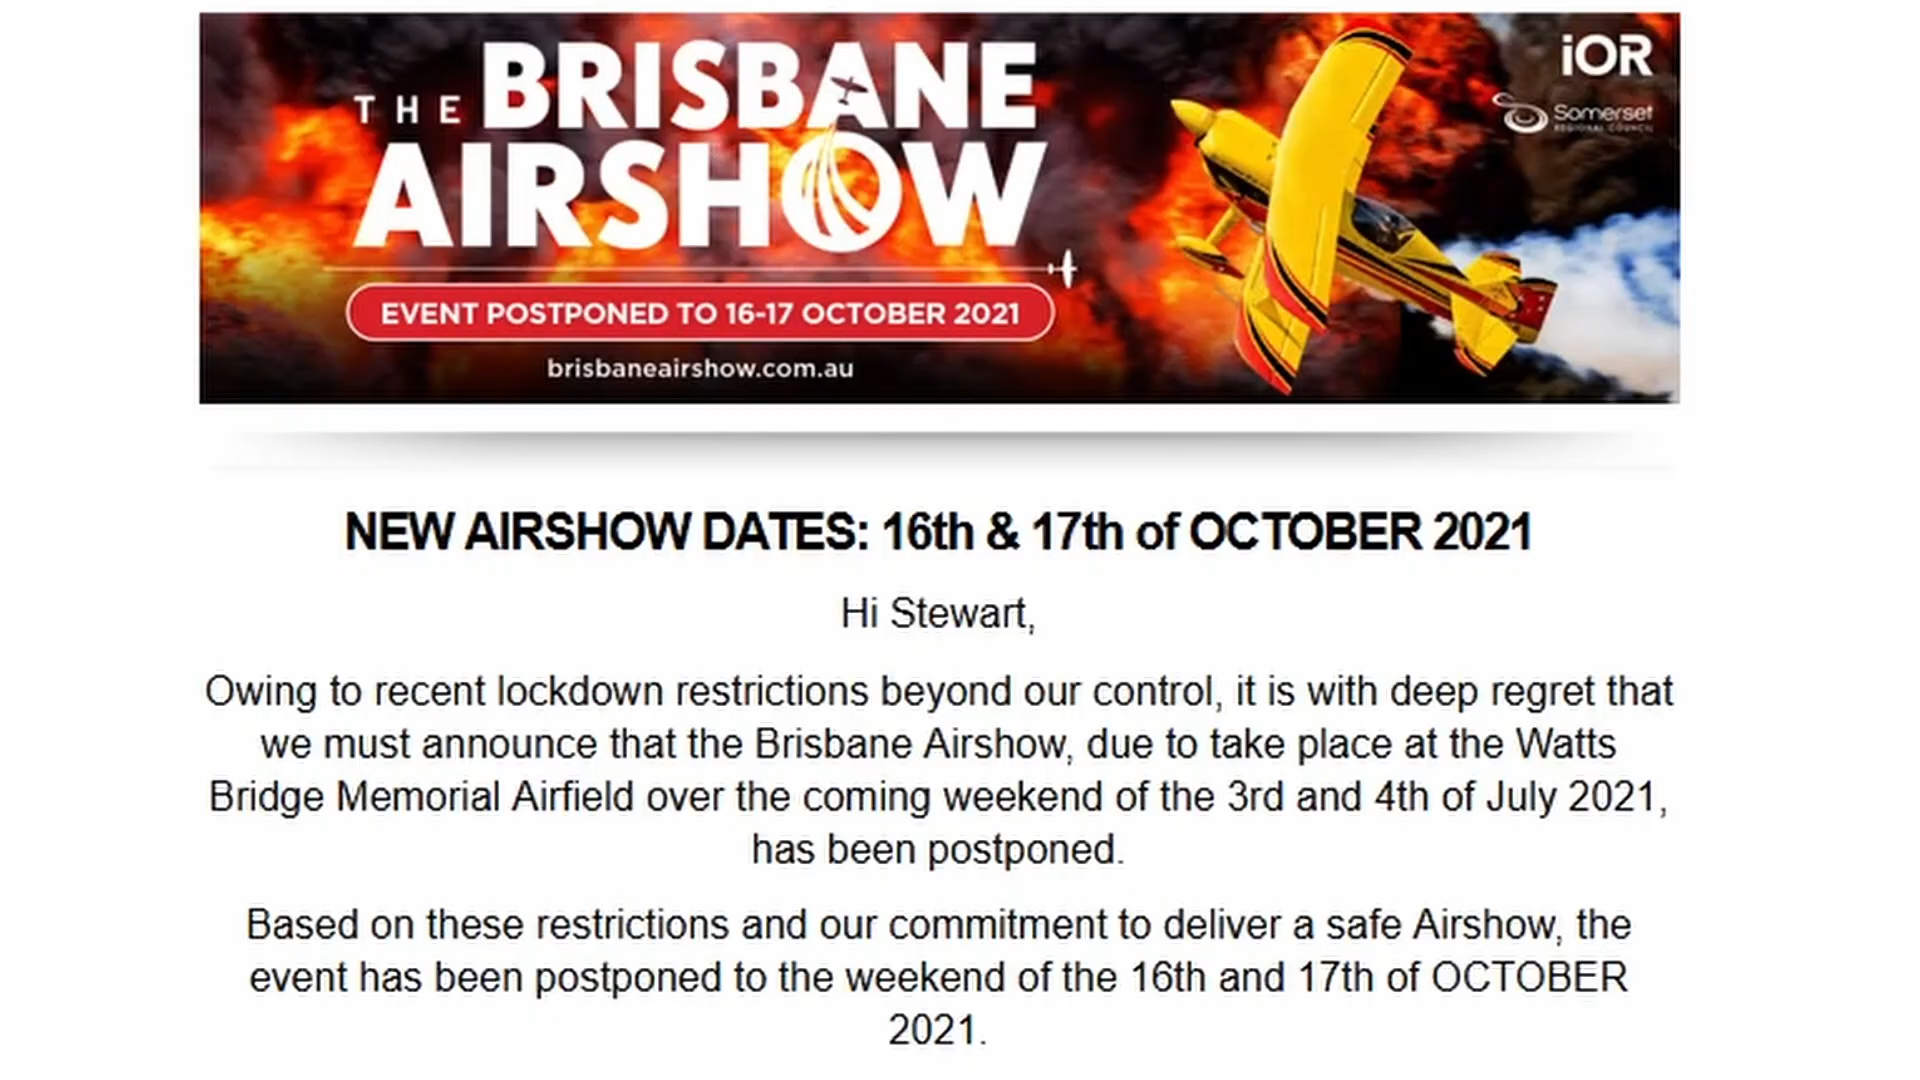 THE BRISBANE
AIRSHOW
EVENT POSTPONED TO 16-17 OCTOBER 2021
brisbaneairshow.com.au
iOR
Somerset
REGIONAL COUNCIL
NEW AIRSHOW DATES: 16th & 17th of OCTOBER 2021
Hi Stewart,
Owing to recent lockdown restrictions beyond our control, it is with deep regret that
we must announce that the Brisbane Airshow, due to take place at the Watts
Bridge Memorial Airfield over the coming weekend of the 3rd and 4th of July 2021,
has been postponed.
Based on these restrictions and our commitment to deliver a safe Airshow, the
event has been postponed to the weekend of the 16th and 17th of OCTOBER
2021.